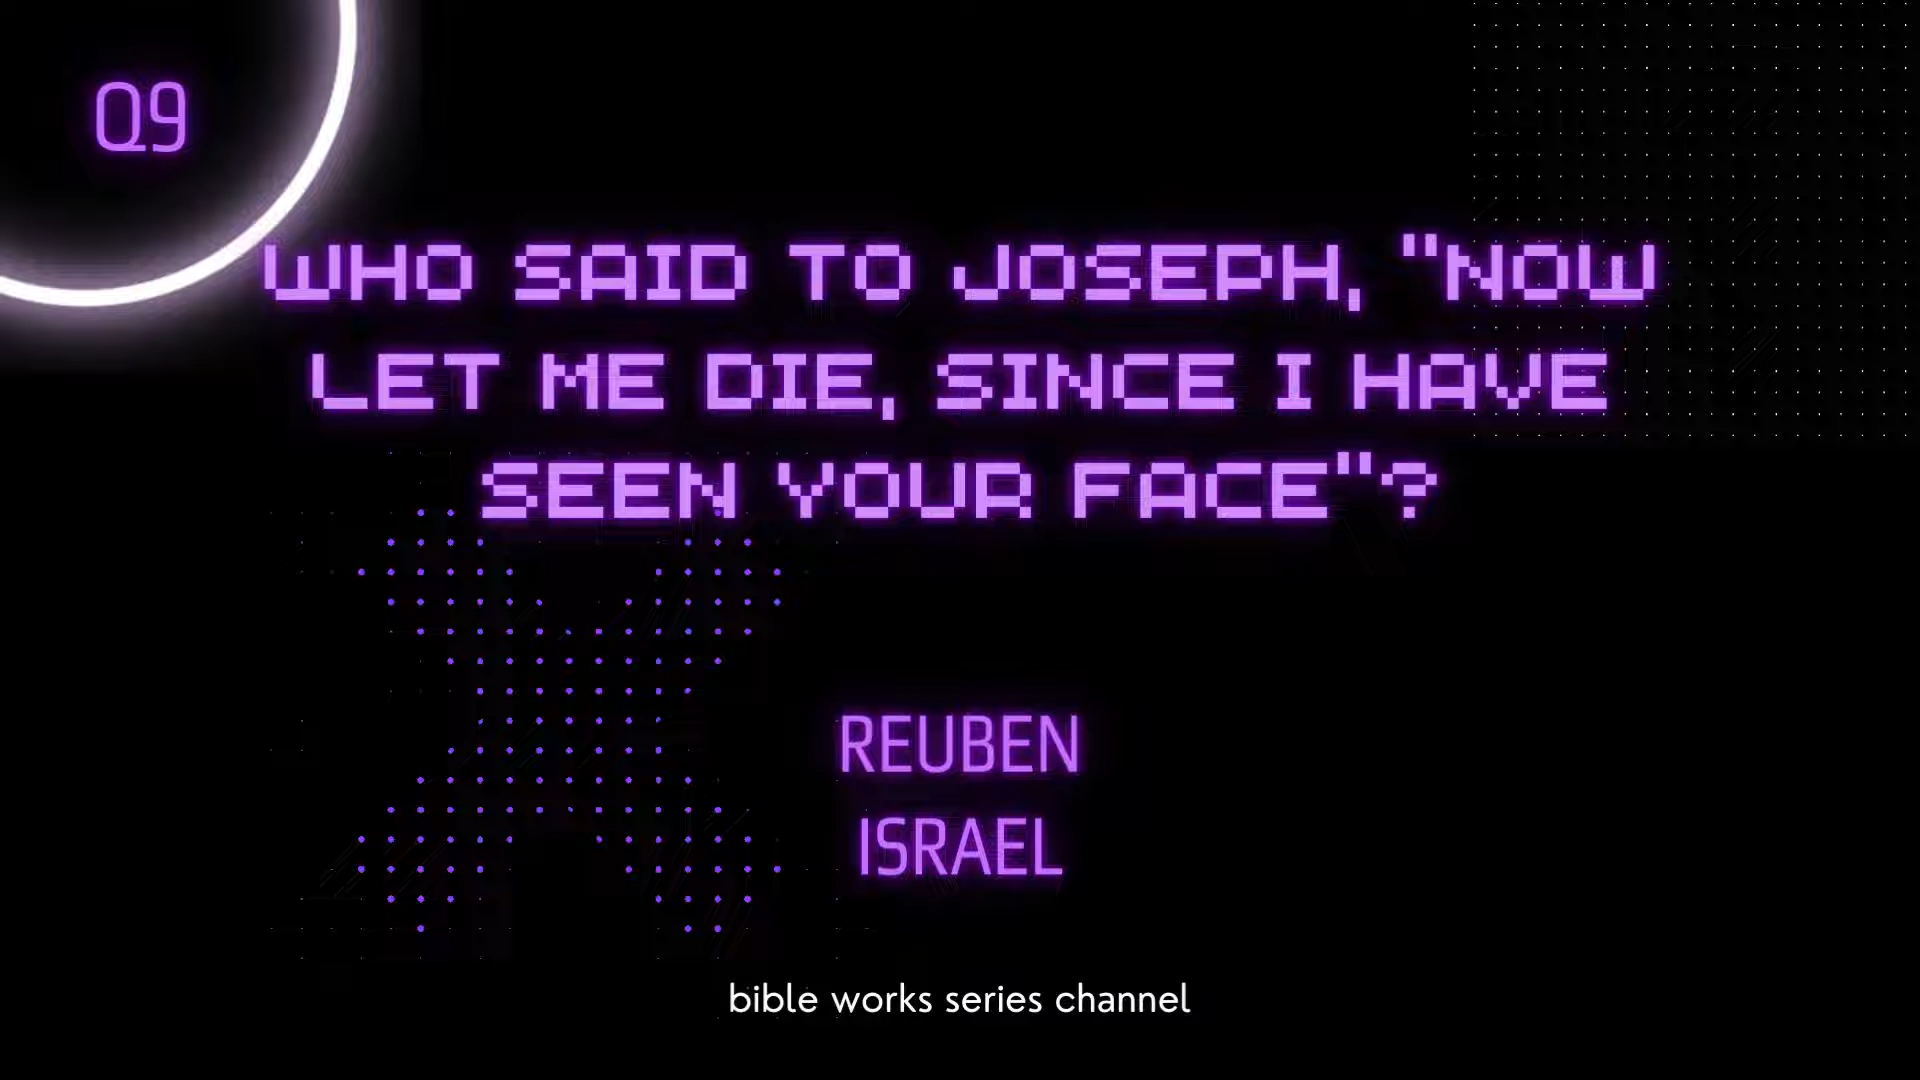 Q9
WHO SAID TO JOSEPH, "NOW
LET ME DIE, SINCE I HAVE
SEEN YOUR FACE"?
REUBEN
ISRAEL
bible works series channel